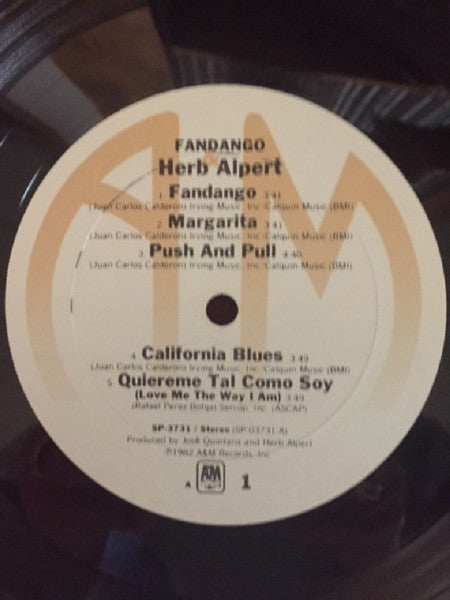 FANDANGO
Herb Alpert
1. Fandango 3:41
(Juan Carlos Calderon) Irving Music, Inc./Calquin Music (BMI)
2. Margarita 3:41
(Juan Carlos Calderon) Irving Music, Inc./Calquin Music (BMI)
3. Push And Pull 4:40
(Juan Carlos Calderon) Irving Music, Inc./Calquin Music (BMI)
4. California Blues 3:49
(Juan Carlos Calderon) Irving Music, Inc./Calquin Music (BMI)
5. Quiereme Tal Como Soy
(Love Me The Way I Am) 3:49
(Rafael Perez Botija) Inc. (ASCAP)
SP-3731 / Stereo (SP-03731-A)
Produced by José Quintana and Herb Alpert
℗1982 A&M Records, Inc.
A A&M 1